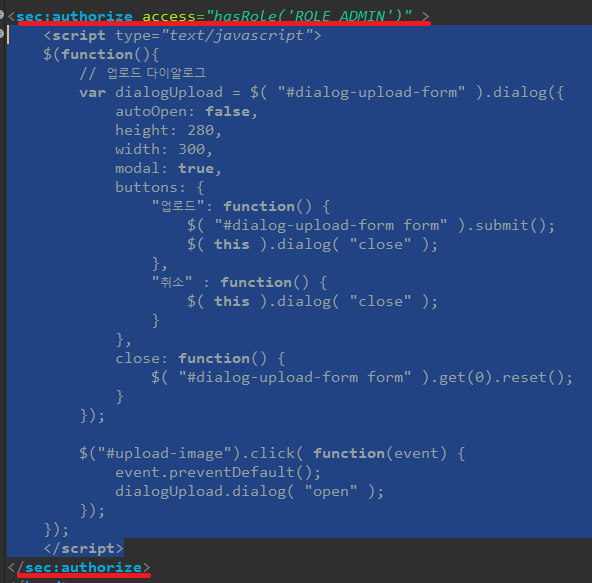 <sec:authorize access="hasRole('ROLE_ADMIN')" >
<script type="text/javascript">
$(function(){
// 업로드 다이알로그
var dialogUpload = $( "#dialog-upload-form" ).dialog({
autoOpen: false,
height: 280,
width: 300,
modal: true,
buttons: {
"업로드": function() {
$( "#dialog-upload-form form" ).submit();
$( this ).dialog( "close" );
},
"취소" : function() {
$( this ).dialog( "close" );
}
},
close: function() {
$( "#dialog-upload-form form" ).get(0).reset();
}
});
$("#upload-image").click( function(event) {
event.preventDefault();
dialogUpload.dialog( "open" );
});
});
</script>
</sec:authorize>